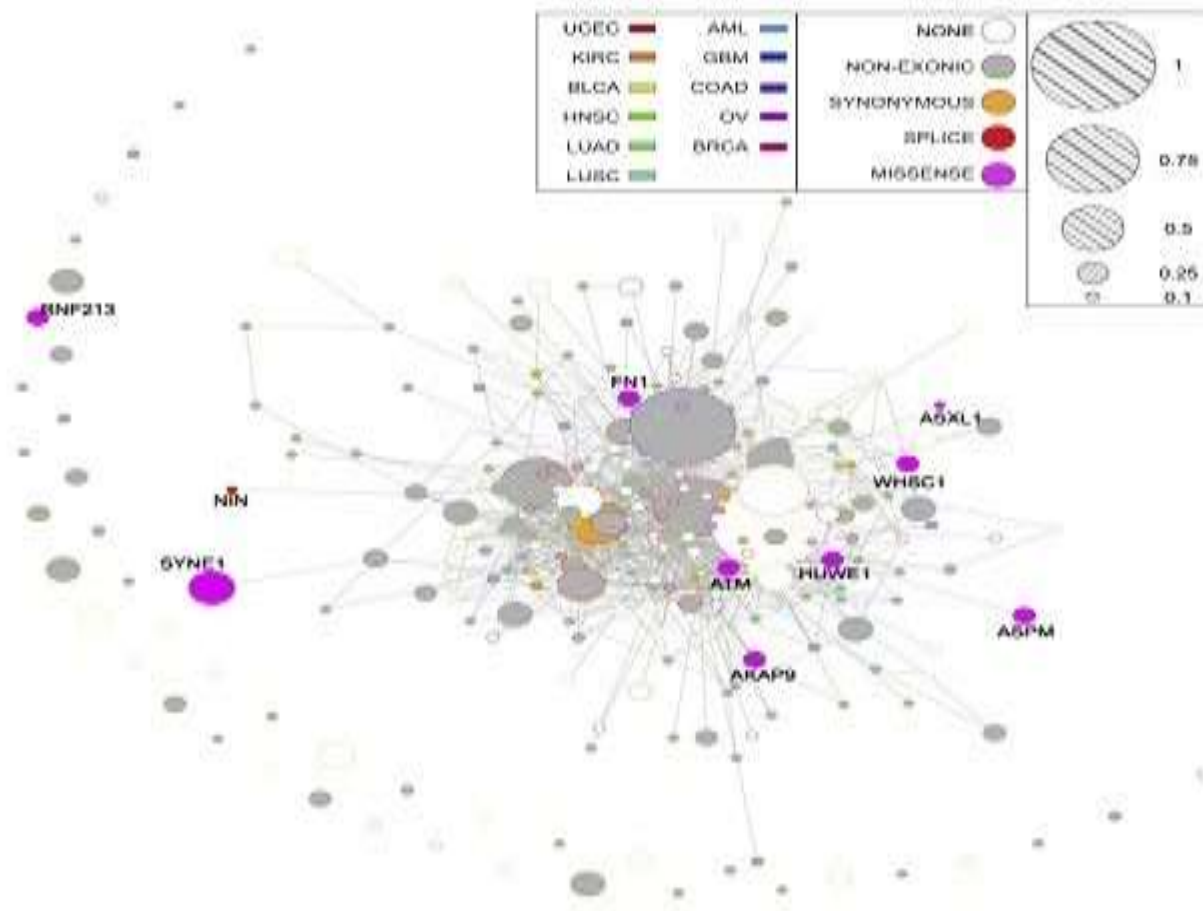 UCEC
KIRC
BLCA
HNSC
LUAD
LUSC
AML
GBM
COAD
OV
BRCA
NONE
NON-EXONIC
SYNONYMOUS
SPLICE
MISSENSE
1
0.75
0.5
0.25
0.1
RNF213
FN1
ASXL1
WHSC1
NIN
SYNE1
ATM
HUWE1
ASPM
AKAP9